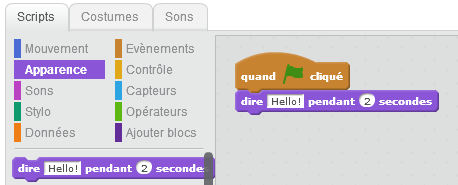 Scripts Costumes Sons
Mouvement Evènements
Apparence Contrôle
Sons Capteurs
Stylo Opérateurs
Données Ajouter blocs
dire Hello! pendant 2 secondes
quand cliqué
dire Hello! pendant 2 secondes